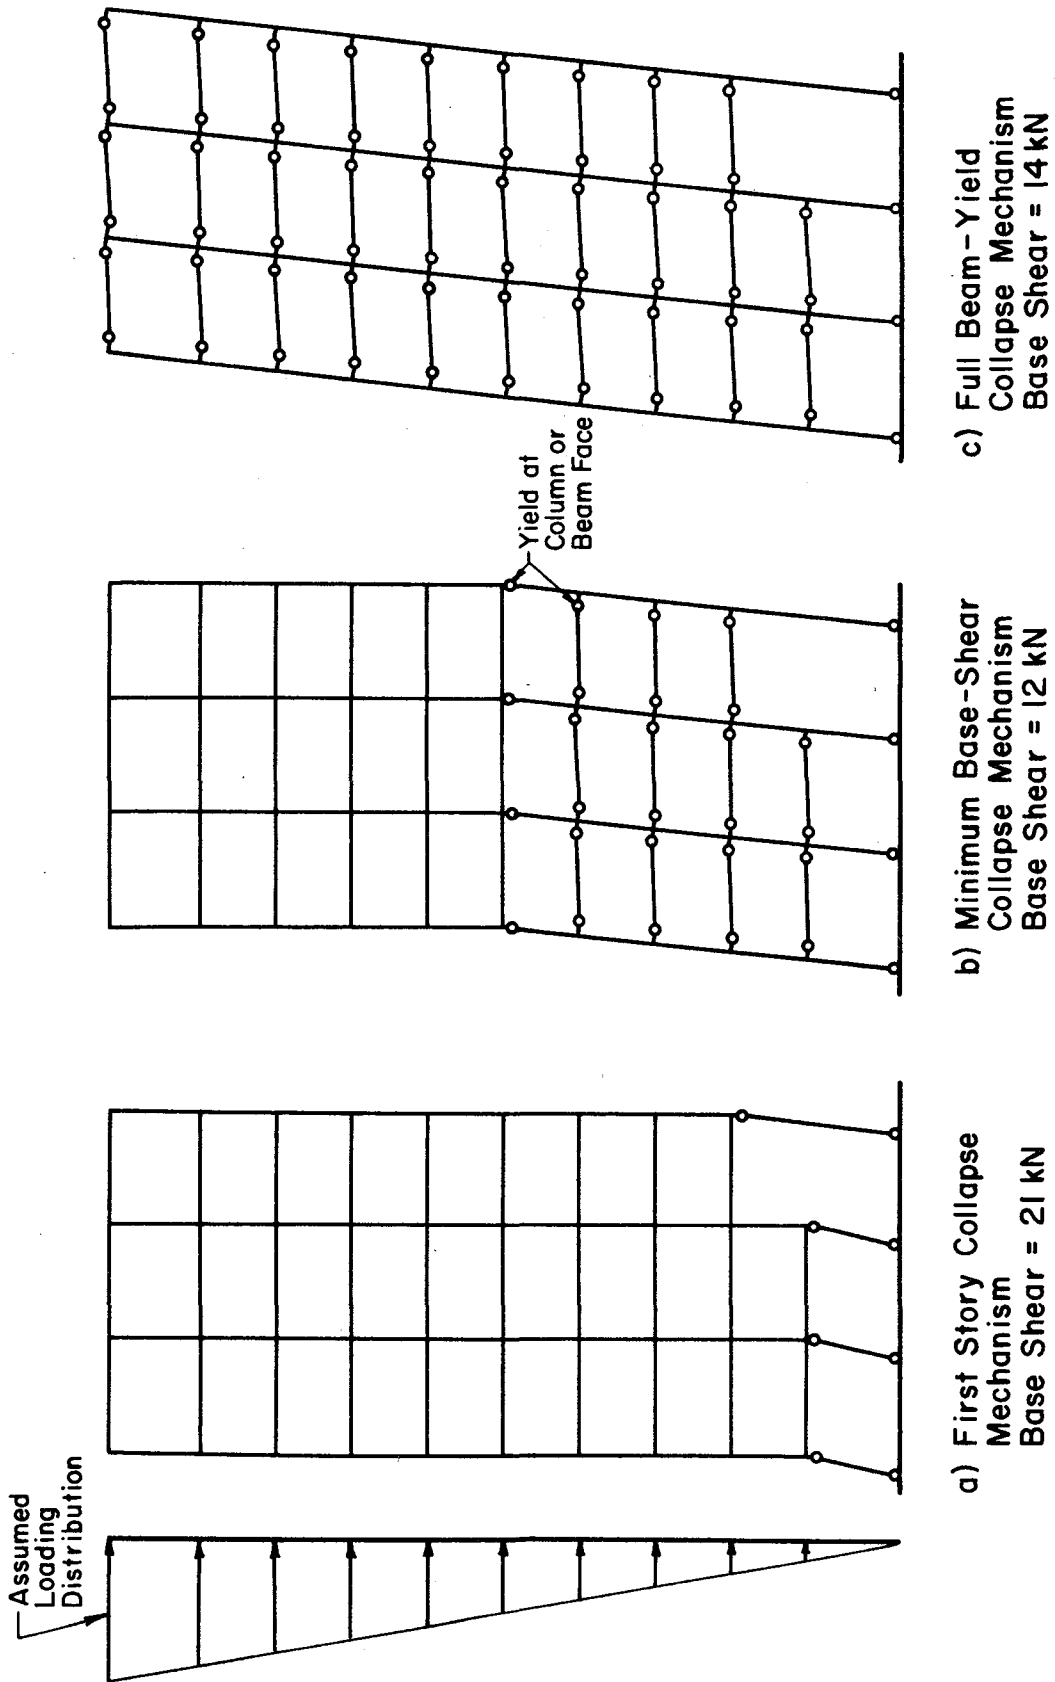 Assumed
Loading
Distribution
a) First Story Collapse
Mechanism
Base Shear = 21 kN
Yield at
Column or
Beam Face
b) Minimum Base-Shear
Collapse Mechanism
Base Shear = 12 kN
c) Full Beam-Yield
Collapse Mechanism
Base Shear = 14 kN